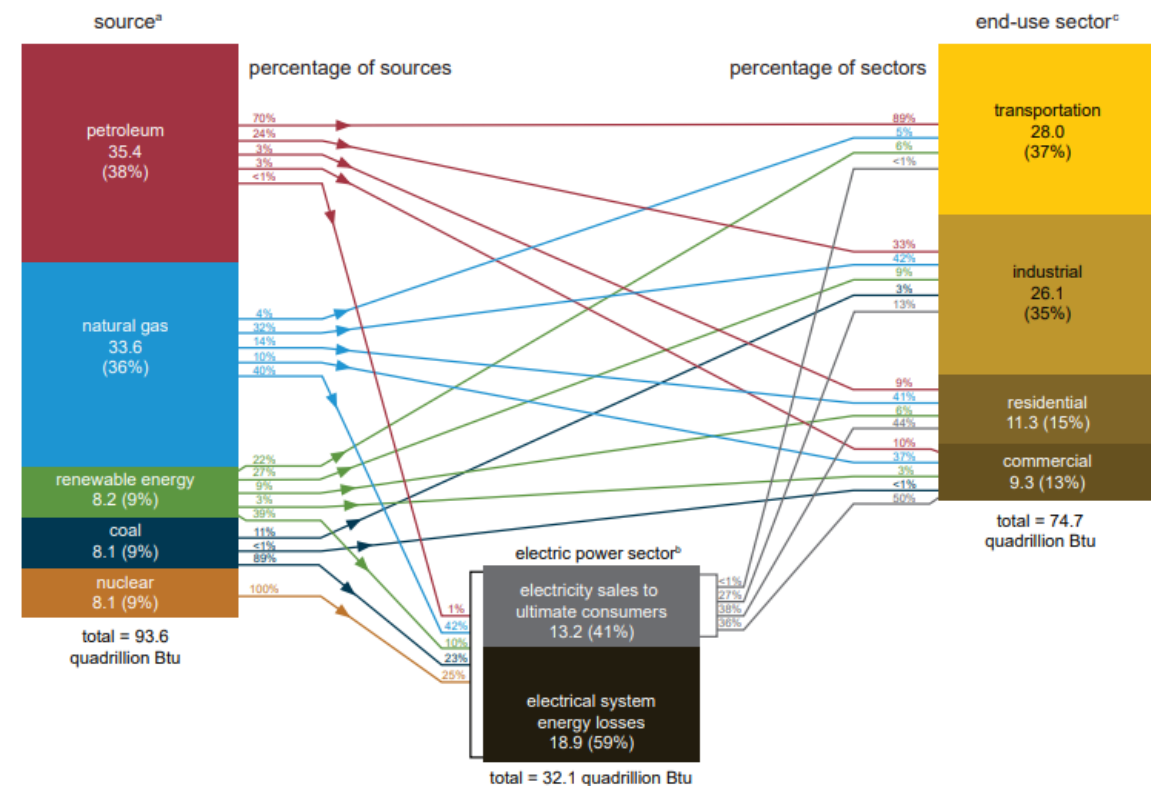 sourceᵃ
end-use sectorᶜ
percentage of sources
percentage of sectors
petroleum
35.4
(38%)
70%
24%
3%
3%
<1%
natural gas
33.6
(36%)
4%
32%
14%
10%
40%
renewable energy
8.2 (9%)
22%
27%
9%
3%
39%
coal
8.1 (9%)
11%
<1%
89%
nuclear
8.1 (9%)
100%
total = 93.6
quadrillion Btu
electric power sectorᵇ
1%
42%
10%
23%
25%
electricity sales to
ultimate consumers
13.2 (41%)
electrical system
energy losses
18.9 (59%)
total = 32.1 quadrillion Btu
<1%
27%
38%
36%
89%
5%
6%
<1%
transportation
28.0
(37%)
33%
42%
9%
3%
13%
industrial
26.1
(35%)
9%
41%
6%
44%
residential
11.3 (15%)
10%
37%
3%
<1%
50%
commercial
9.3 (13%)
total = 74.7
quadrillion Btu